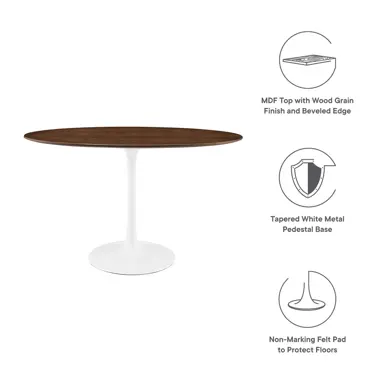 MDF Top with Wood Grain
Finish and Beveled Edge
Tapered White Metal
Pedestal Base
Non-Marking Felt Pad
to Protect Floors